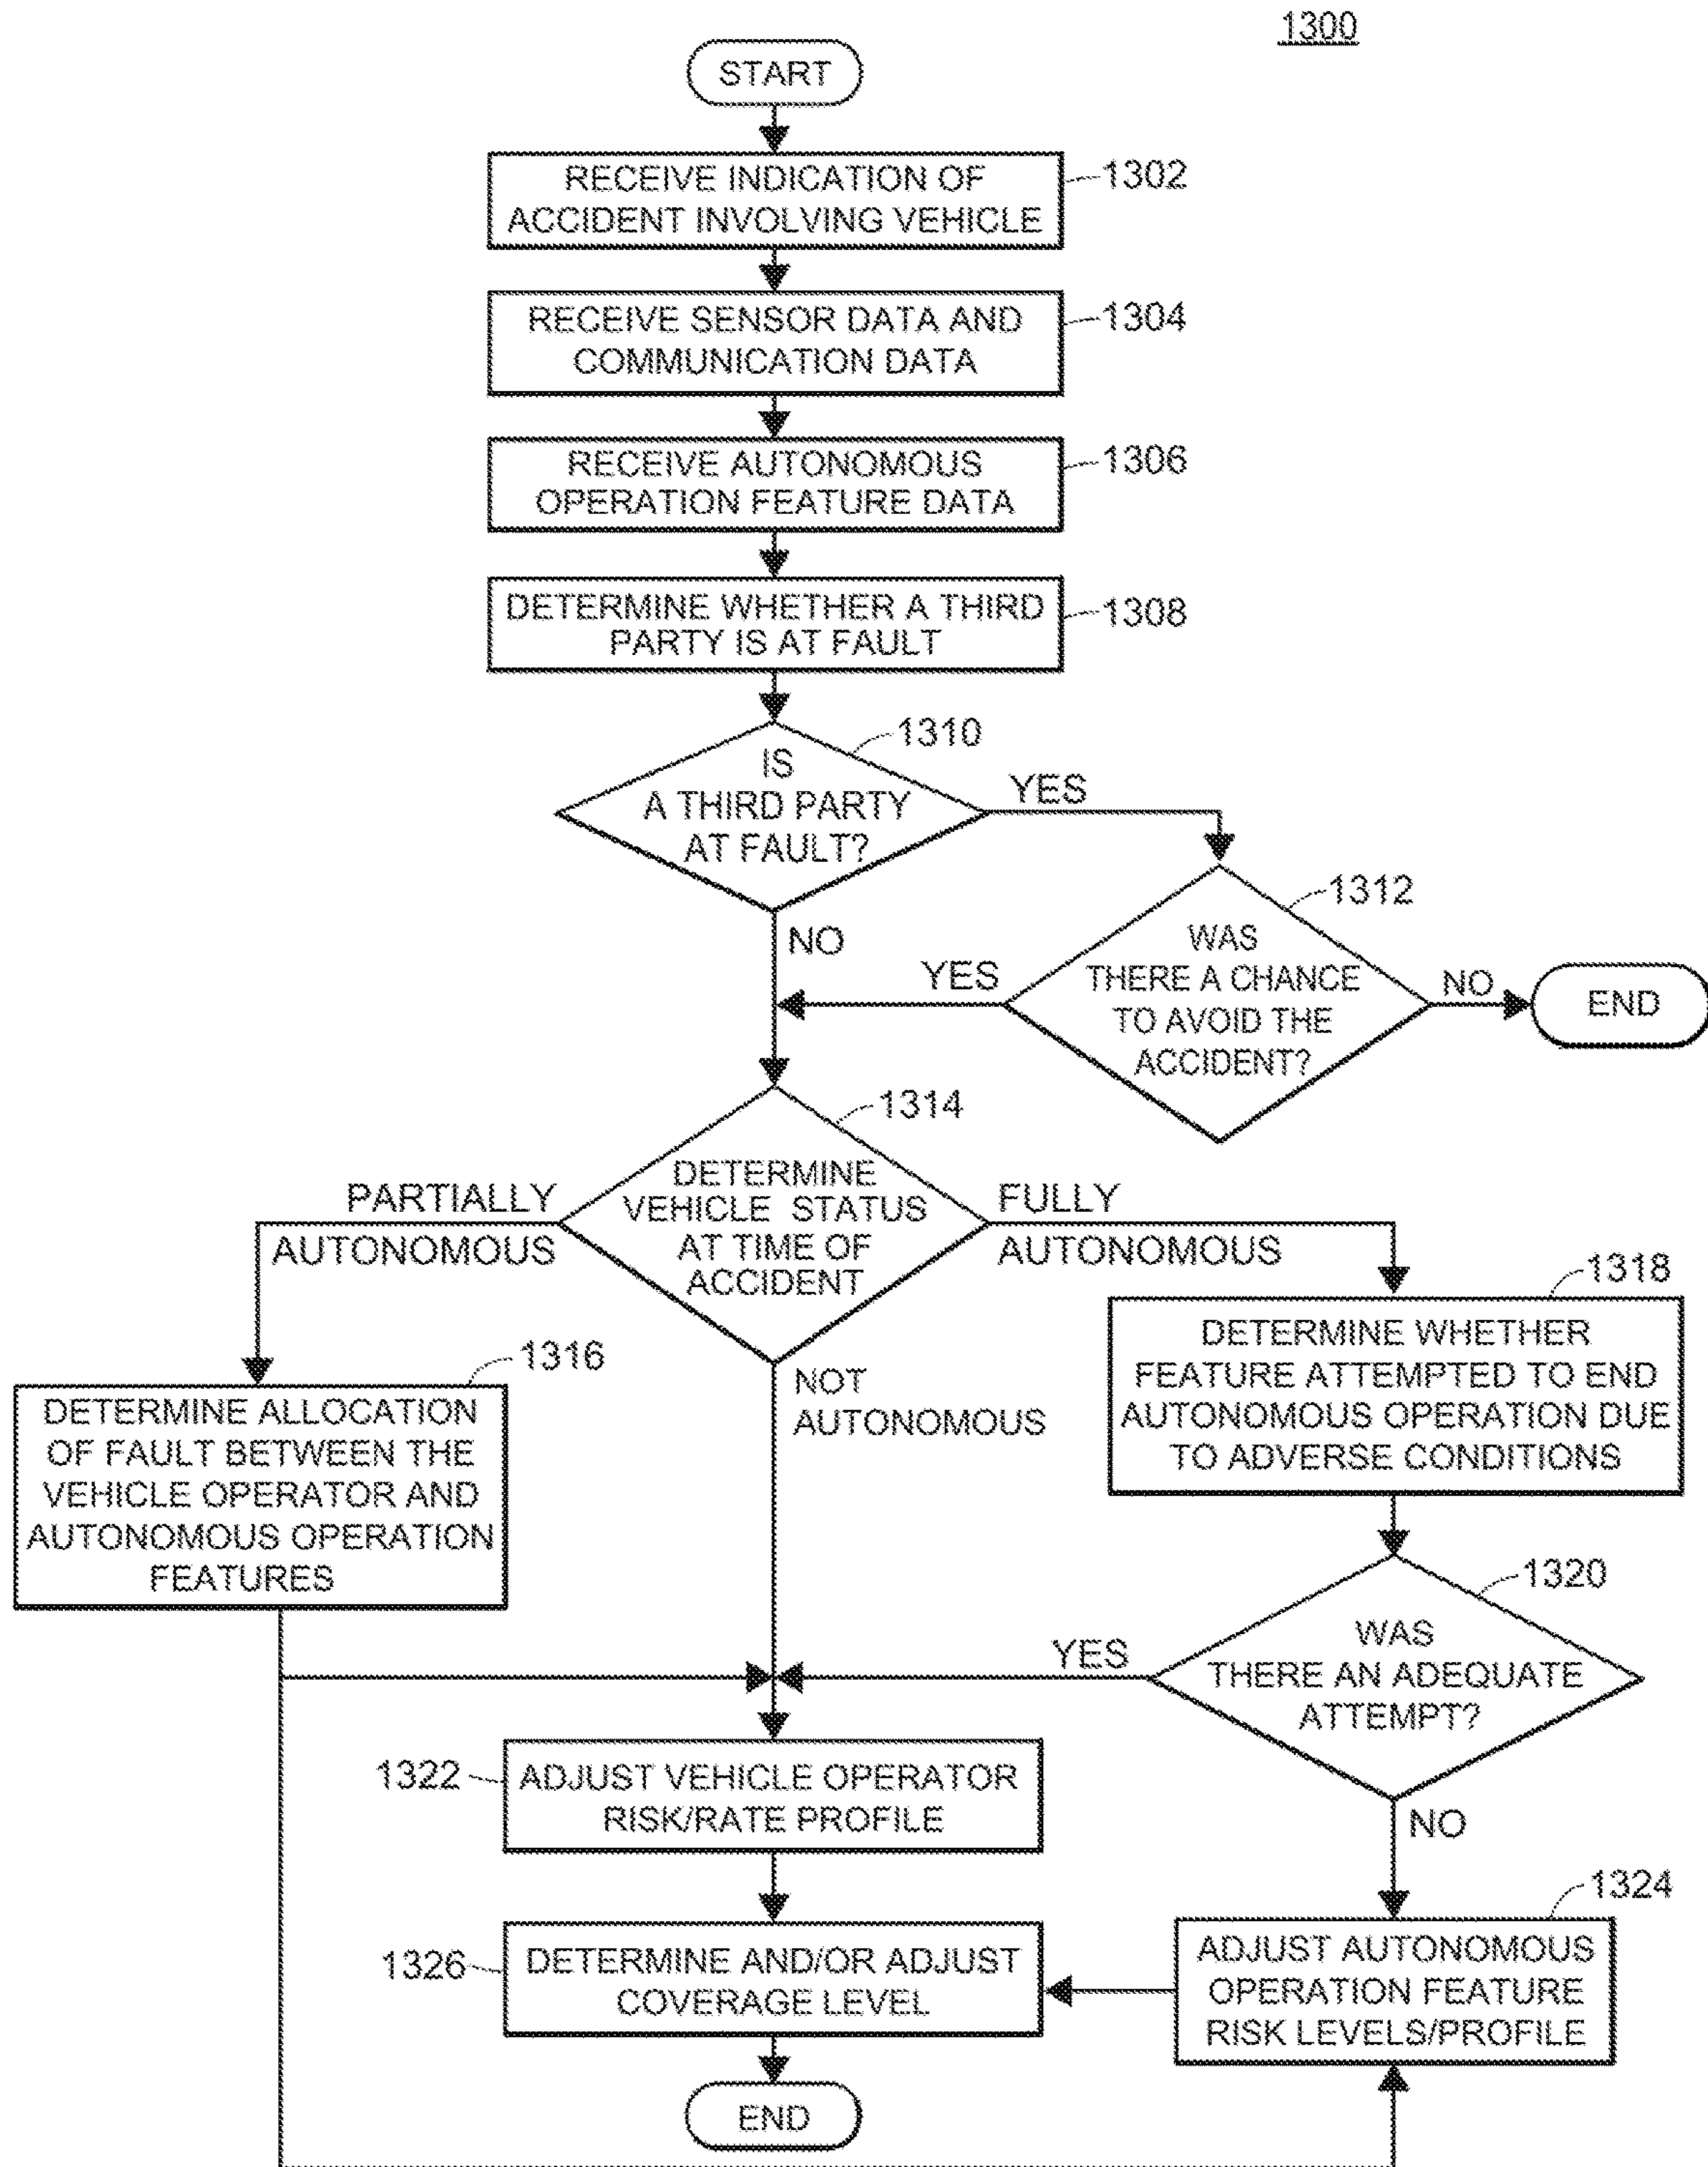 1300
START
RECEIVE INDICATION OF
ACCIDENT INVOLVING VEHICLE
1302
RECEIVE SENSOR DATA AND
COMMUNICATION DATA
1304
RECEIVE AUTONOMOUS
OPERATION FEATURE DATA
1306
DETERMINE WHETHER A THIRD
PARTY IS AT FAULT
1308
1310
IS
A THIRD PARTY
AT FAULT?
YES
NO
1312
WAS
THERE A CHANCE
TO AVOID THE
ACCIDENT?
YES
NO
END
1314
DETERMINE
VEHICLE STATUS
AT TIME OF
ACCIDENT
PARTIALLY
AUTONOMOUS
FULLY
AUTONOMOUS
NOT
AUTONOMOUS
1316
DETERMINE ALLOCATION
OF FAULT BETWEEN THE
VEHICLE OPERATOR AND
AUTONOMOUS OPERATION
FEATURES
1318
DETERMINE WHETHER
FEATURE ATTEMPTED TO END
AUTONOMOUS OPERATION DUE
TO ADVERSE CONDITIONS
1320
WAS
THERE AN ADEQUATE
ATTEMPT?
YES
NO
1322
ADJUST VEHICLE OPERATOR
RISK/RATE PROFILE
1324
ADJUST AUTONOMOUS
OPERATION FEATURE
RISK LEVELS/PROFILE
1326
DETERMINE AND/OR ADJUST
COVERAGE LEVEL
END